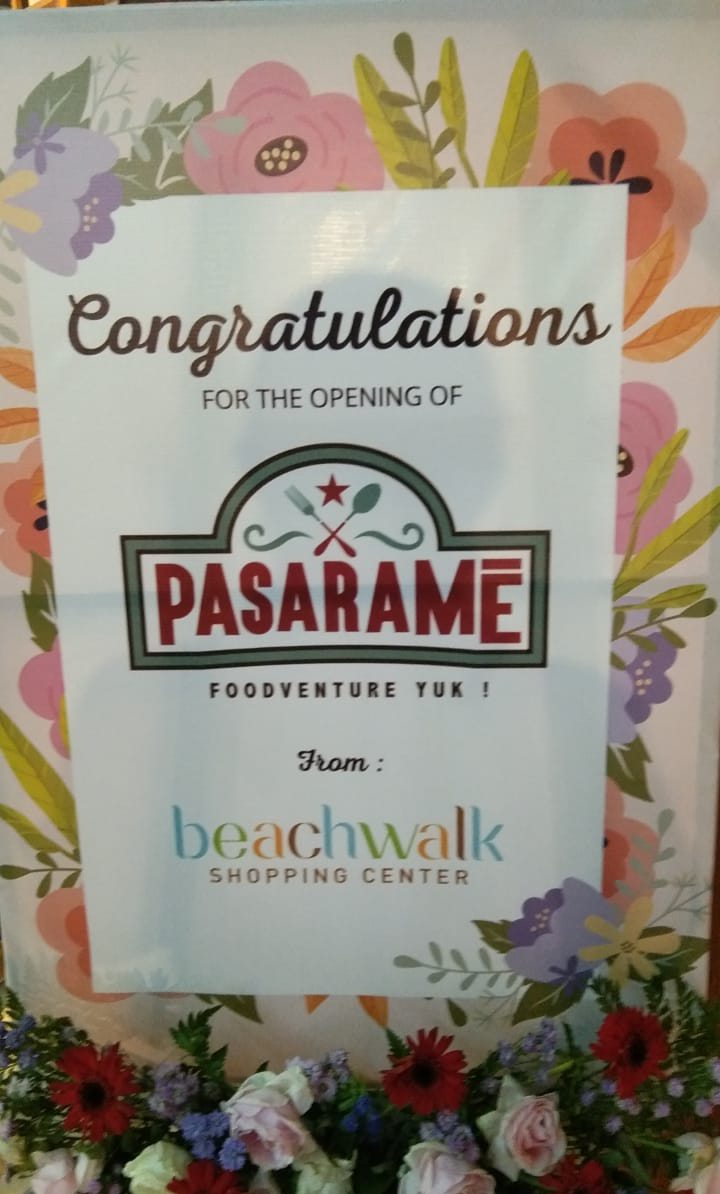 Congratulations
FOR THE OPENING OF
PASARAMĒ
FOODVENTURE YUK !
From :
beachwalk
SHOPPING CENTER